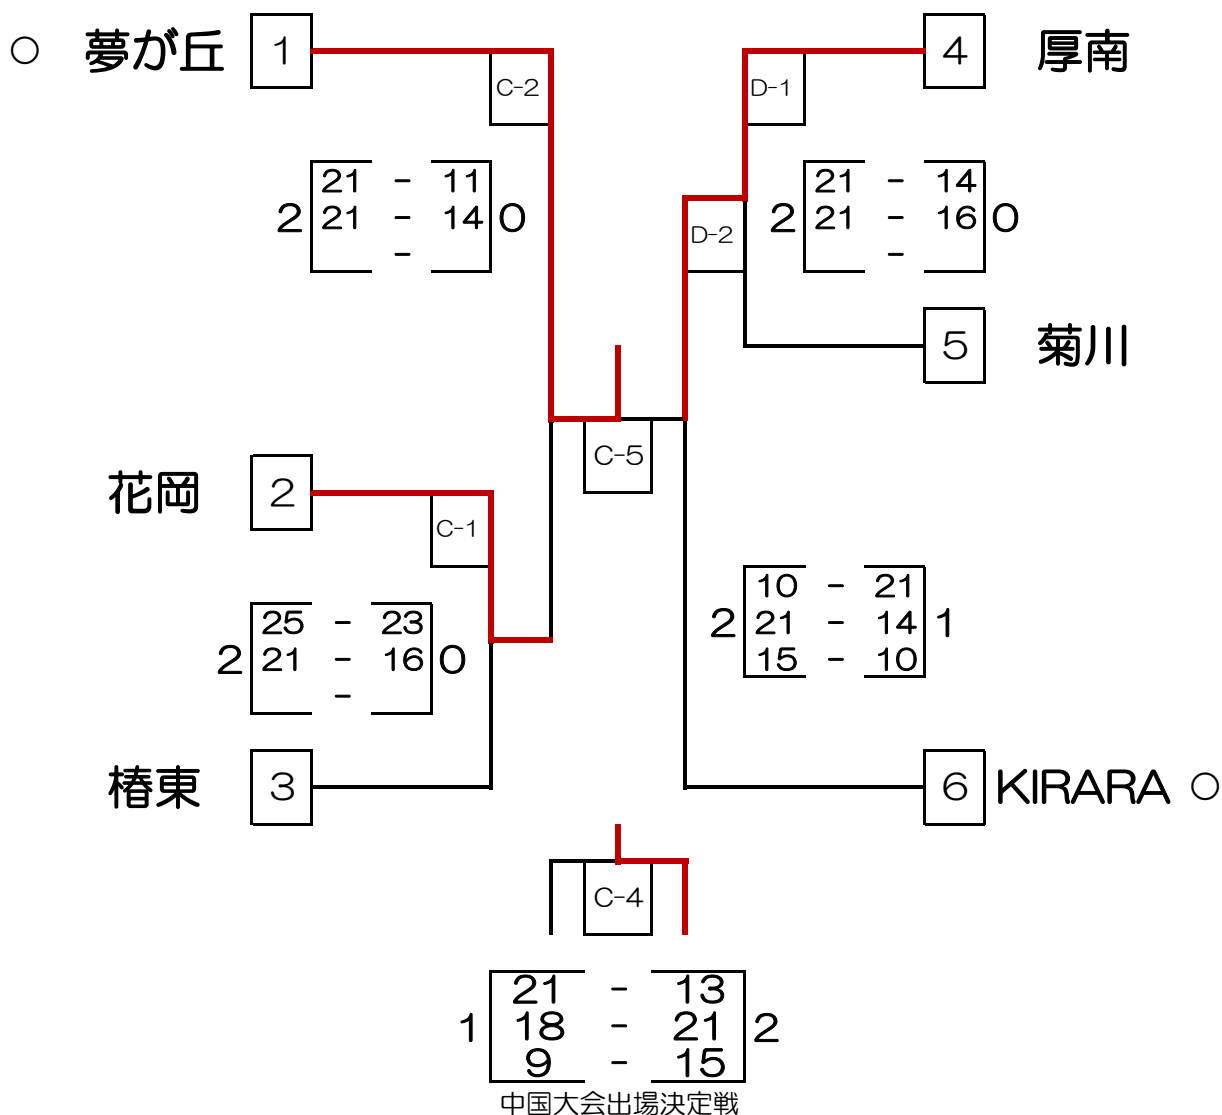 ○ 夢が丘 1 4 厚南
C-2 D-1
21 - 11 21 - 14
2 21 - 14 0 2 21 - 16 0
- -
D-2
5 菊川
C-5
花岡 2
C-1
10 - 21
2 21 - 14 1
15 - 10
25 - 23
2 21 - 16 0
-
椿東 3 6 KIRARA ○
C-4
21 - 13
1 18 - 21 2
9 - 15
中国大会出場決定戦